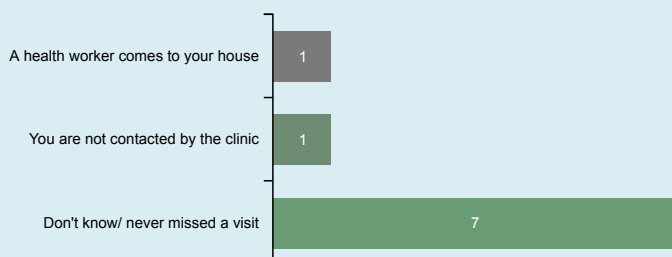 A health worker comes to your house 1
You are not contacted by the clinic 1
Don't know/ never missed a visit 7